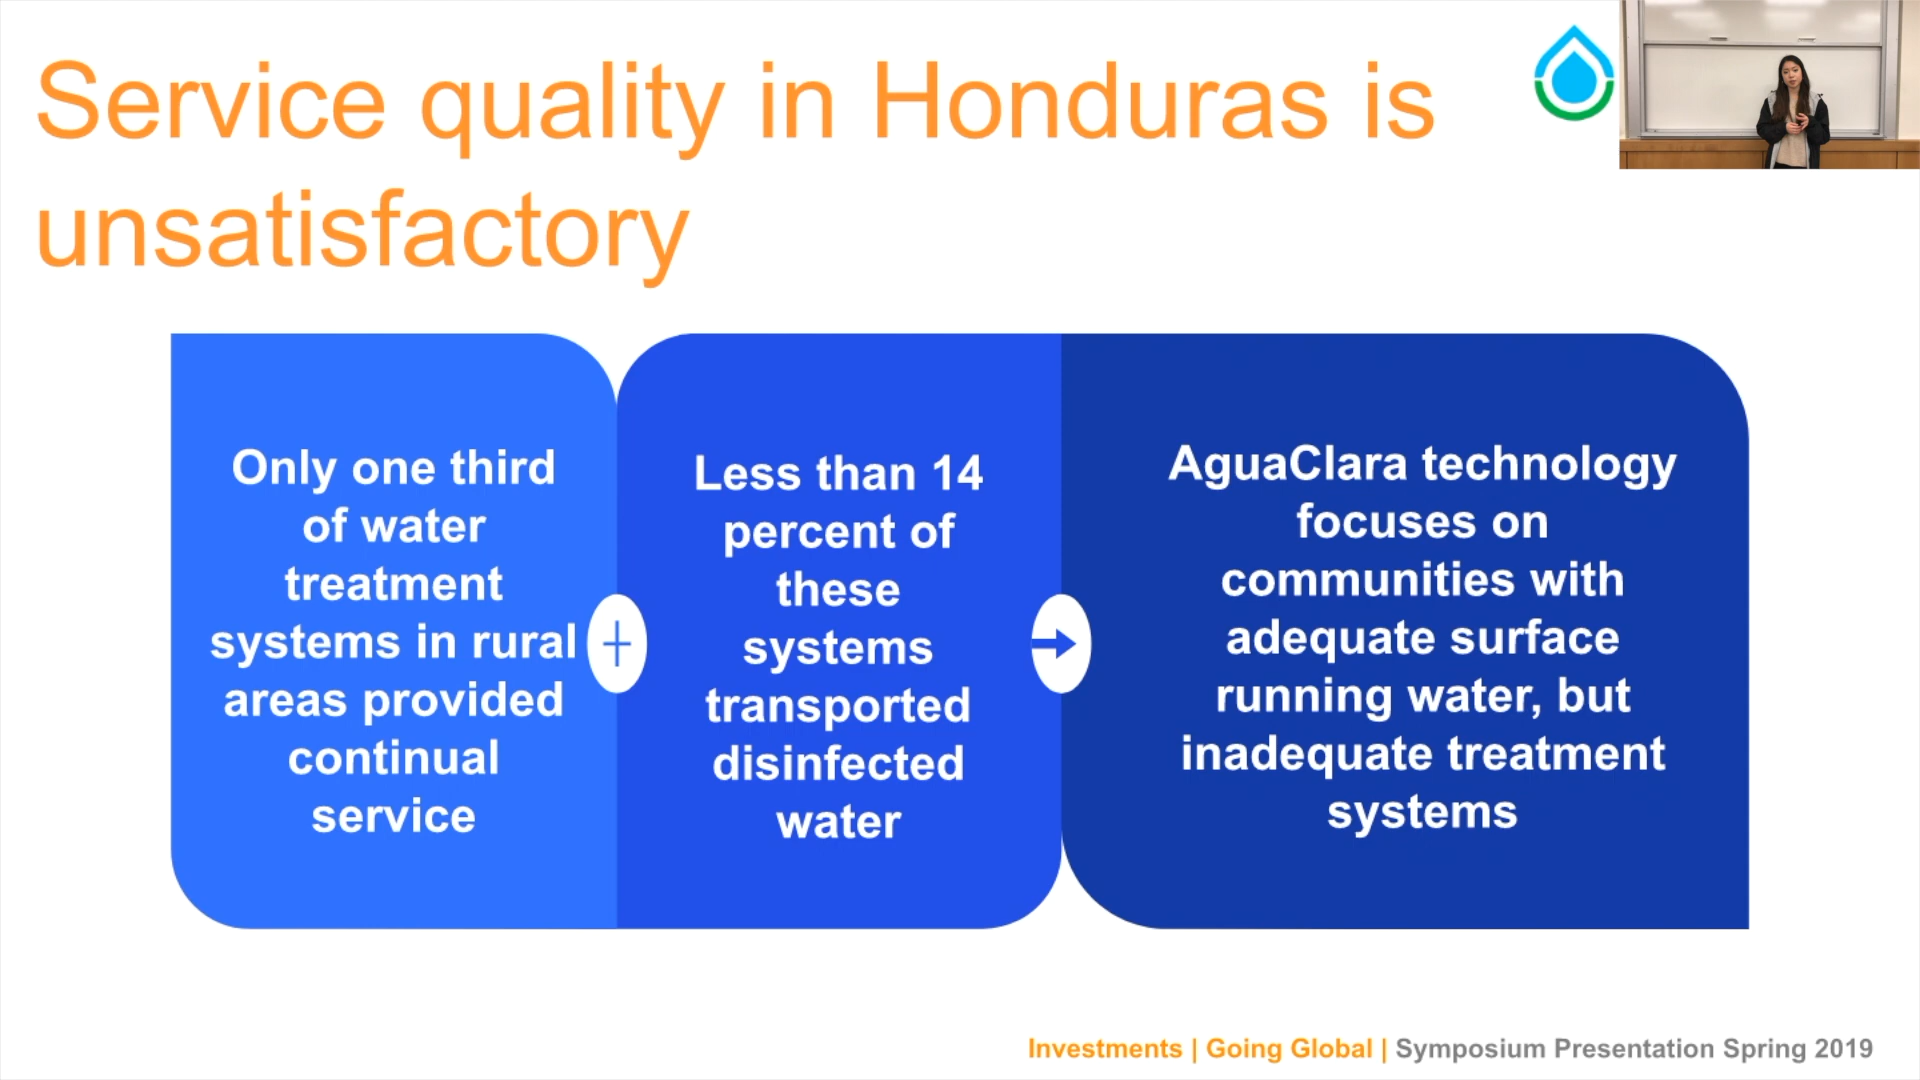 Service quality in Honduras is
unsatisfactory
Only one third
of water
treatment
systems in rural
areas provided
continual
service
+
Less than 14
percent of
these
systems
transported
disinfected
water
AguaClara technology
focuses on
communities with
adequate surface
running water, but
inadequate treatment
systems
Investments | Going Global | Symposium Presentation Spring 2019